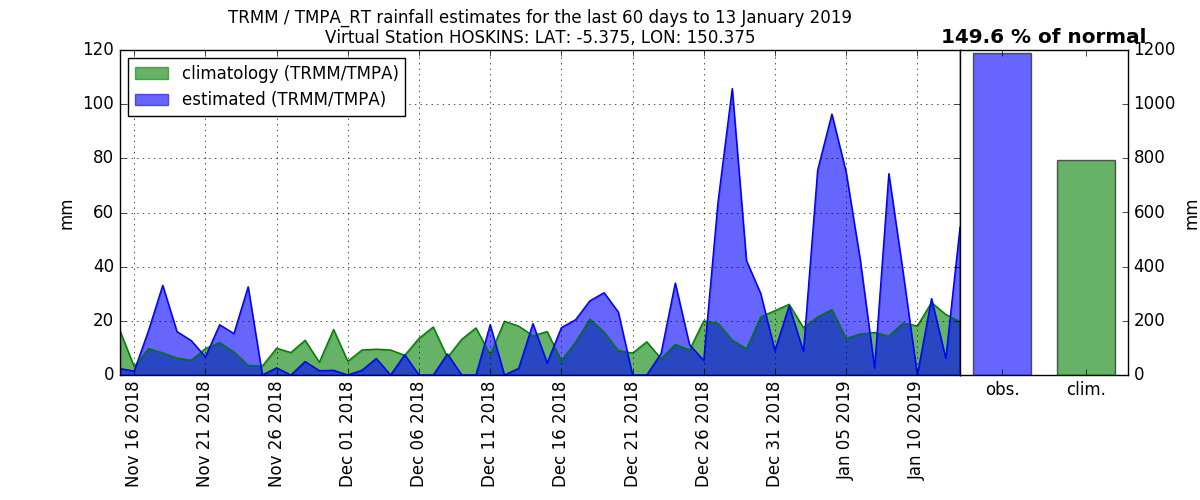 TRMM / TMPA_RT rainfall estimates for the last 60 days to 13 January 2019
Virtual Station HOSKINS: LAT: -5.375, LON: 150.375
149.6 % of normal
climatology (TRMM/TMPA)
estimated (TRMM/TMPA)
120
100
80
60
40
20
0
mm
1200
1000
800
600
400
200
0
mm
Nov 16 2018
Nov 21 2018
Nov 26 2018
Dec 01 2018
Dec 06 2018
Dec 11 2018
Dec 16 2018
Dec 21 2018
Dec 26 2018
Dec 31 2018
Jan 05 2019
Jan 10 2019
obs.
clim.